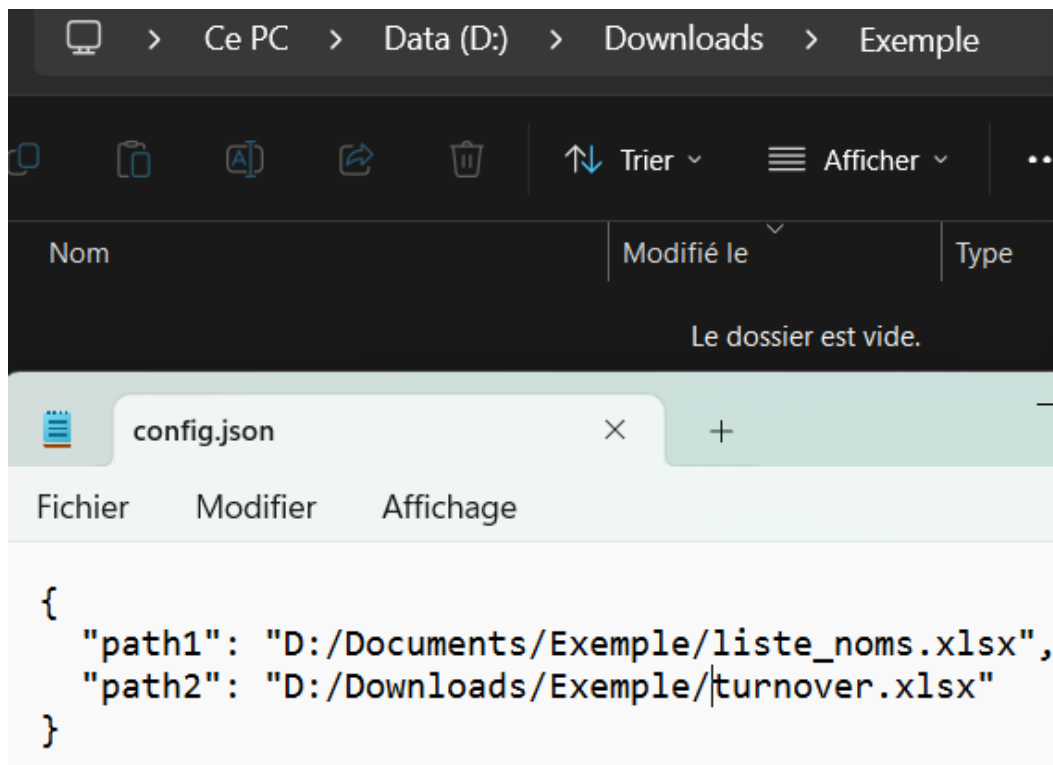 Ce PC > Data (D:) > Downloads > Exemple
Trier Afficher
Nom Modifié le Type
Le dossier est vide.
config.json
Fichier Modifier Affichage
{
"path1": "D:/Documents/Exemple/liste_noms.xlsx",
"path2": "D:/Downloads/Exemple/turnover.xlsx"
}